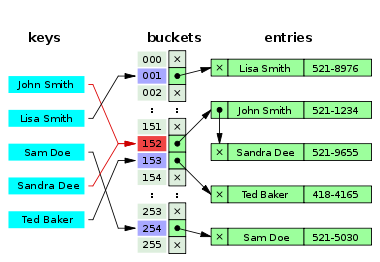 keys buckets entries
000
001 Lisa Smith 521-8976
002
John Smith
:
151
Lisa Smith
152 John Smith 521-1234
Sam Doe
153 Sandra Dee 521-9655
154
Sandra Dee
:
Ted Baker 418-4165
Ted Baker
253
254 Sam Doe 521-5030
255